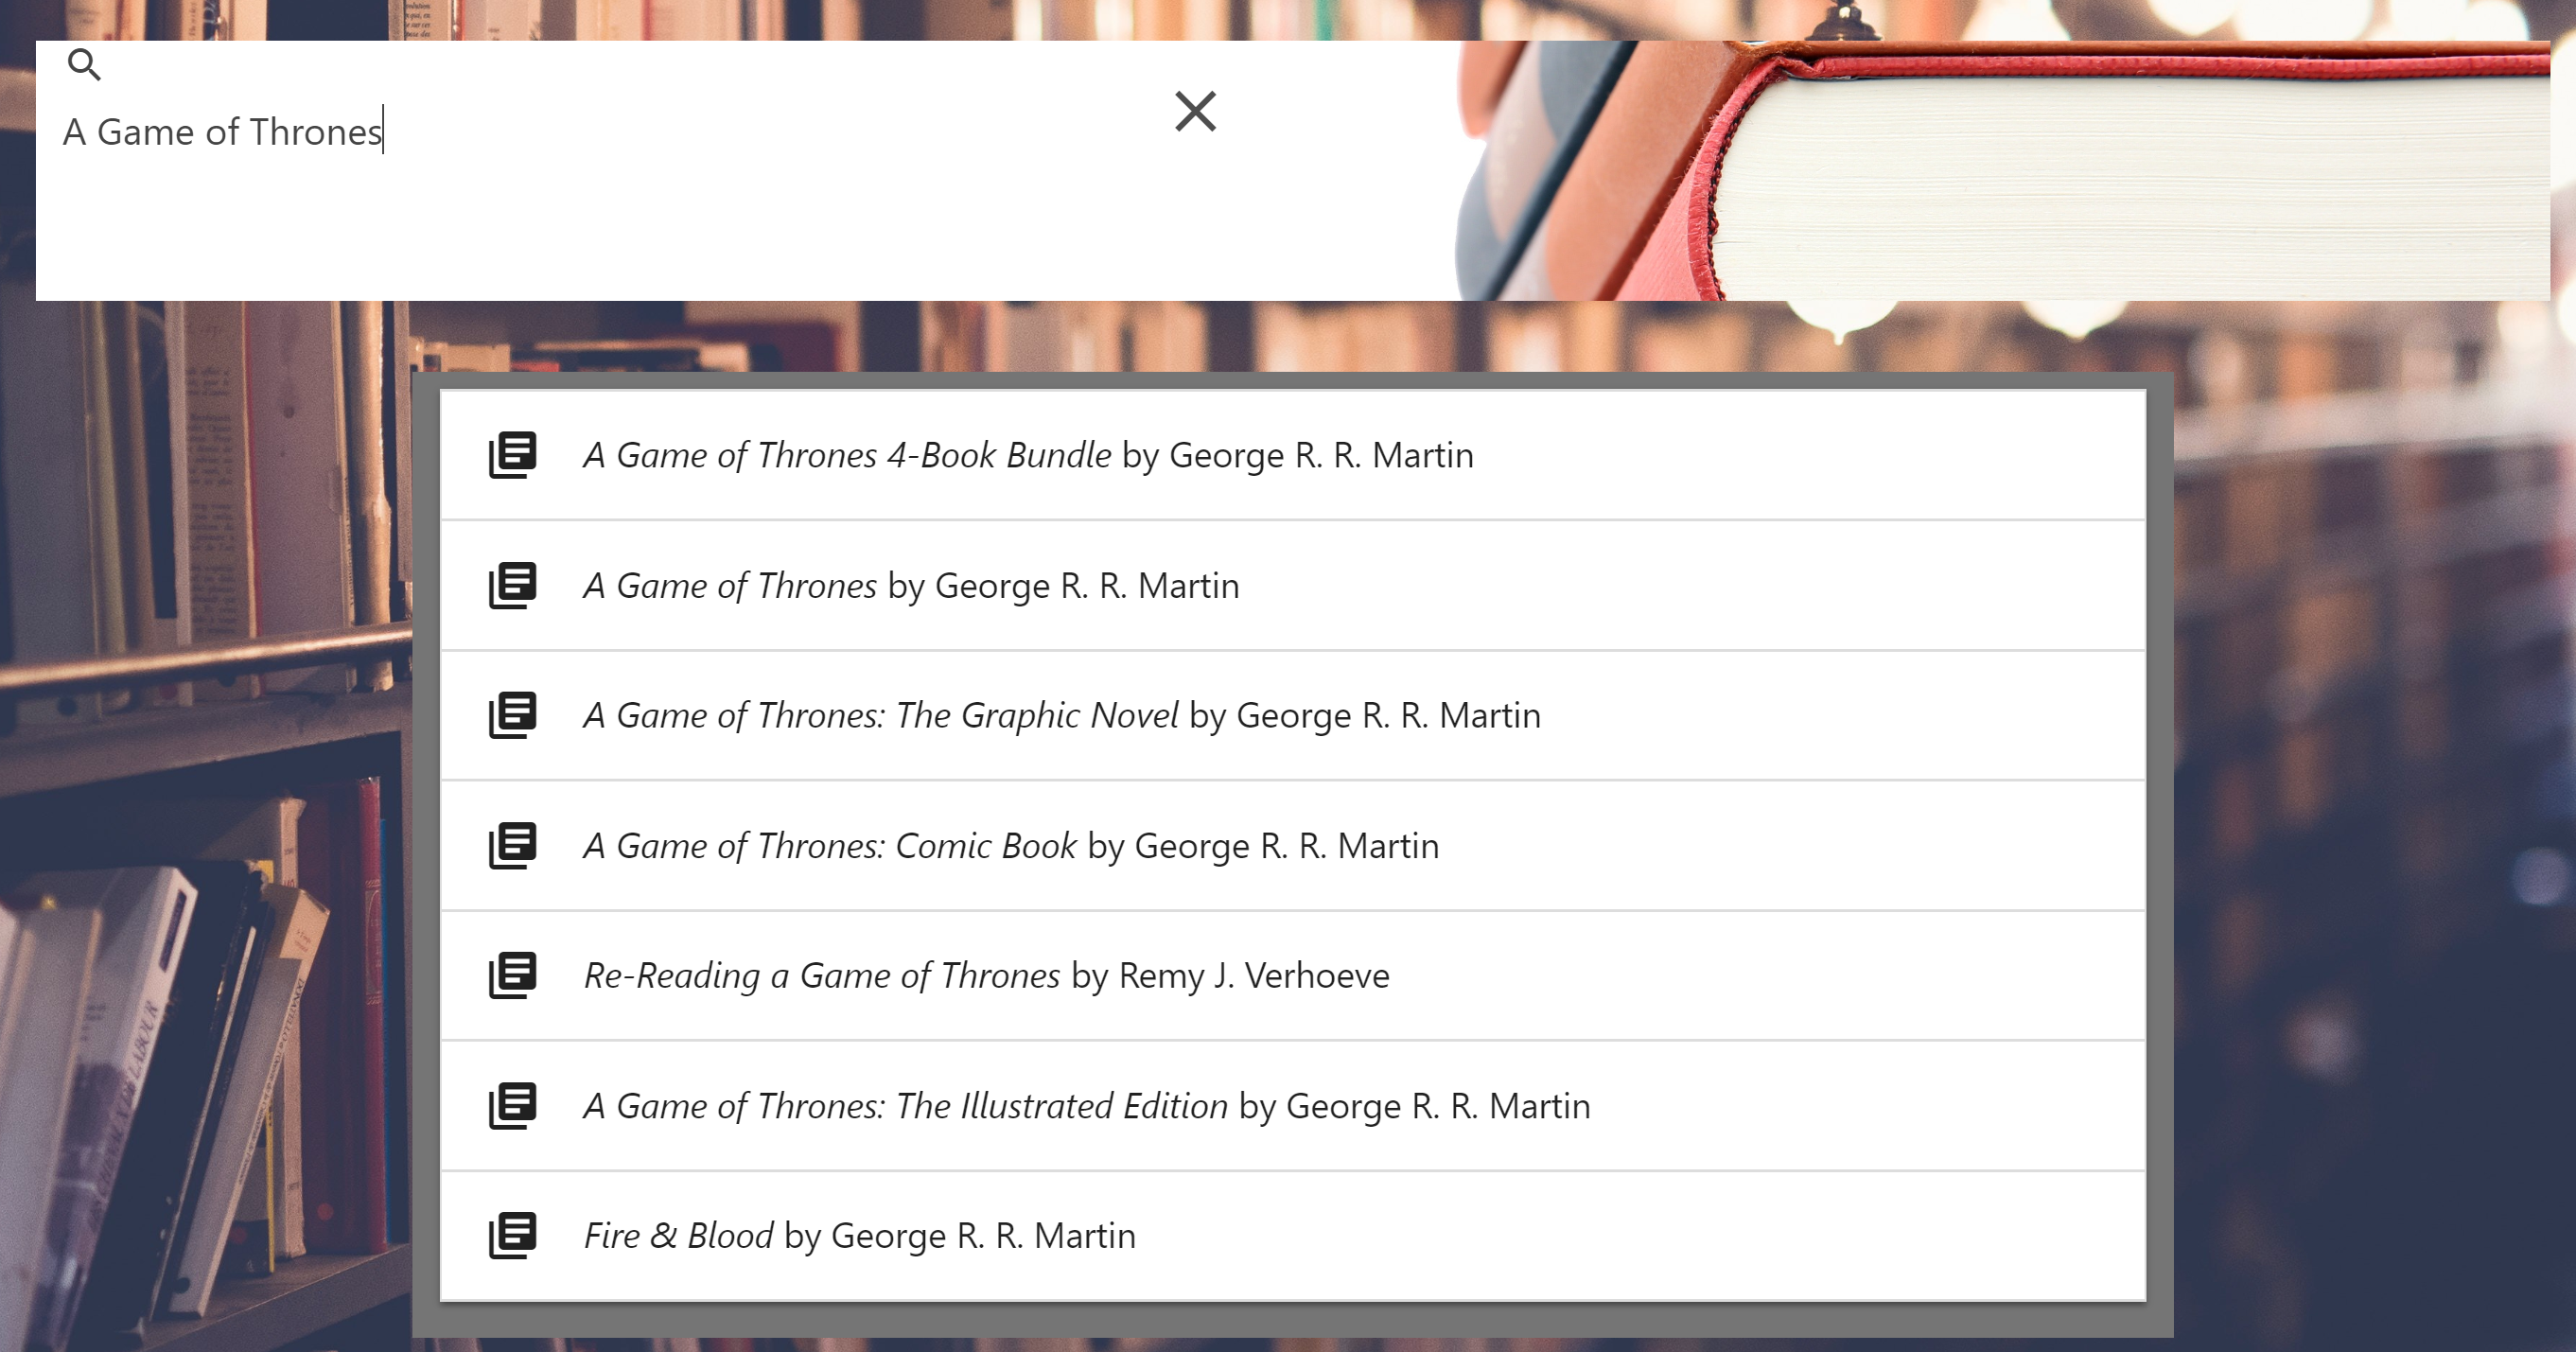 A Game of Thrones
A Game of Thrones 4-Book Bundle by George R. R. Martin
A Game of Thrones by George R. R. Martin
A Game of Thrones: The Graphic Novel by George R. R. Martin
A Game of Thrones: Comic Book by George R. R. Martin
Re-Reading a Game of Thrones by Remy J. Verhoeve
A Game of Thrones: The Illustrated Edition by George R. R. Martin
Fire & Blood by George R. R. Martin